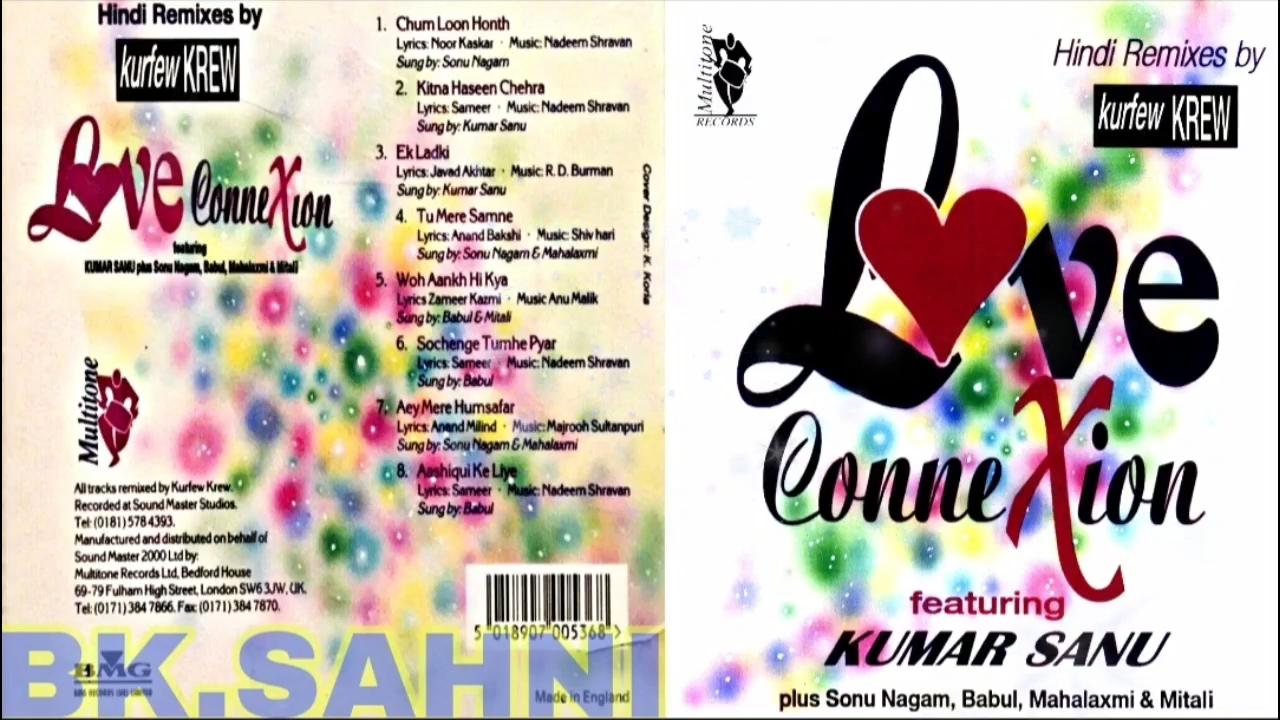 Hindi Remixes by
kurfew KREW
Love ConneXion
featuring
KUMAR SANU plus Sonu Nagam, Babul, Mahalaxmi & Mitali
Multitone
All tracks remixed by Kurfew Krew.
Recorded at Sound Master Studios.
Tel: (0181) 578 4393.
Manufactured and distributed on behalf of
Sound Master 2000 Ltd by:
Multitone Records Ltd, Bedford House
69-79 Fulham High Street, London SW6 3JW, UK.
Tel: (0171) 384 7866. Fax: (0171) 384 7870.
BMG
BK.SAHNI
1. Chum Loon Honth
Lyrics: Noor Kaskar · Music: Nadeem Shravan
Sung by: Sonu Nagam
2. Kitna Haseen Chehra
Lyrics: Sameer · Music: Nadeem Shravan
Sung by: Kumar Sanu
3. Ek Ladki
Lyrics: Javad Akhtar · Music: R. D. Burman
Sung by: Kumar Sanu
4. Tu Mere Samne
Lyrics: Anand Bakshi · Music: Shiv hari
Sung by: Sonu Nagam & Mahalaxmi
5. Woh Aankh Hi Kya
Lyrics Zameer Kazmi · Music Anu Malik
Sung by: Babul & Mitali
6. Sochenge Tumhe Pyar
Lyrics: Sameer · Music: Nadeem Shravan
Sung by: Babul
7. Aey Mere Humsafar
Lyrics: Anand Milind · Music: Majrooh Sultanpuri
Sung by: Sonu Nagam & Mahalaxmi
8. Aashiqui Ke Liye
Lyrics: Sameer · Music: Nadeem Shravan
Sung by: Babul
Cover Design: K. Koria
5 018907 005368 >
Made in England
Multitone
RECORDS
Hindi Remixes by
kurfew KREW
Love
ConneXion
featuring
KUMAR SANU
plus Sonu Nagam, Babul, Mahalaxmi & Mitali